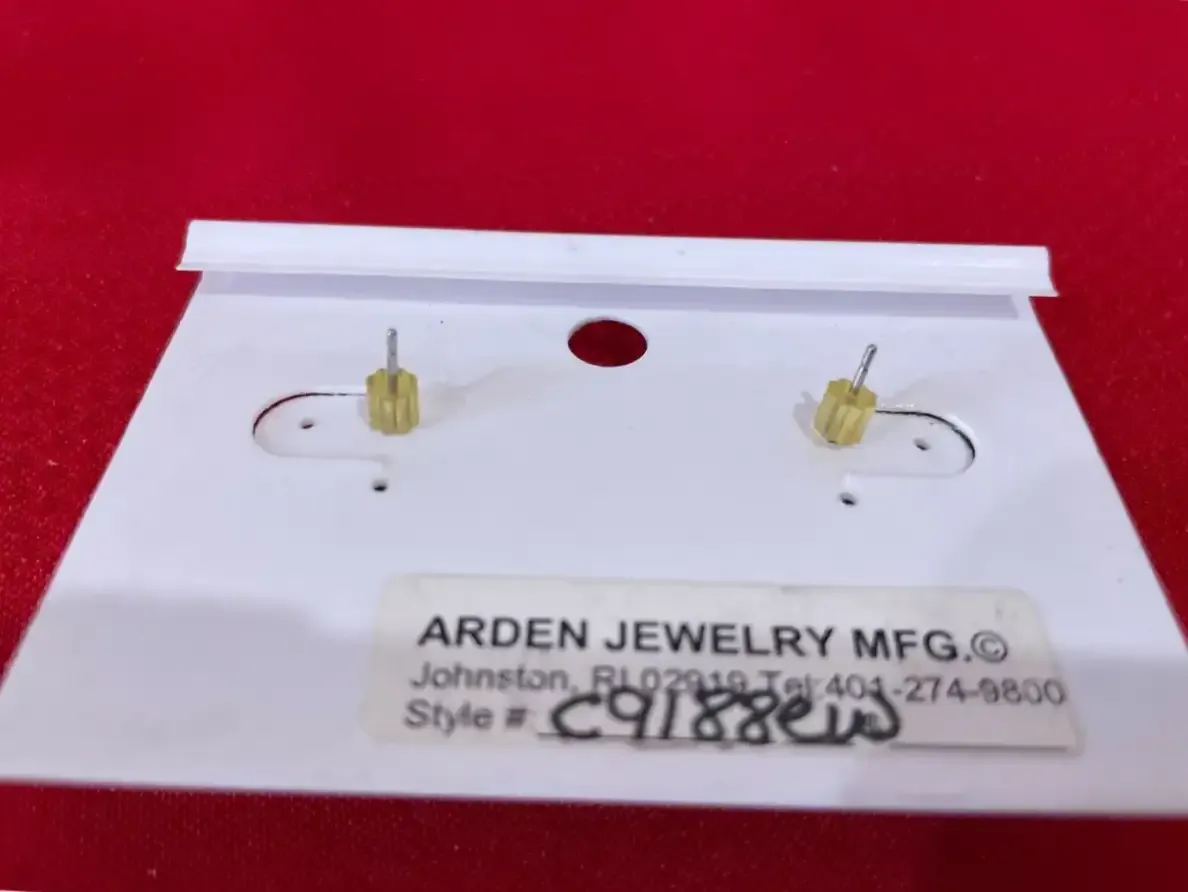 ARDEN JEWELRY MFG.©
Johnston, RI 02919 Tel:401-274-9800
Style # C9188ew